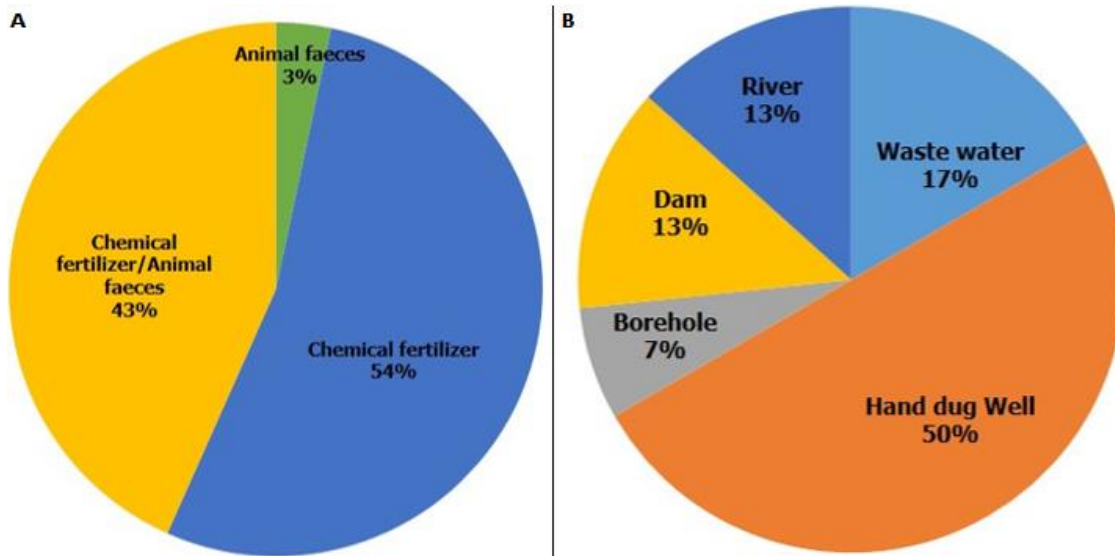 A
Animal faeces
3%
Chemical
fertilizer/Animal
faeces
43%
Chemical fertilizer
54%
B
River
13%
Waste water
17%
Dam
13%
Borehole
7%
Hand dug Well
50%